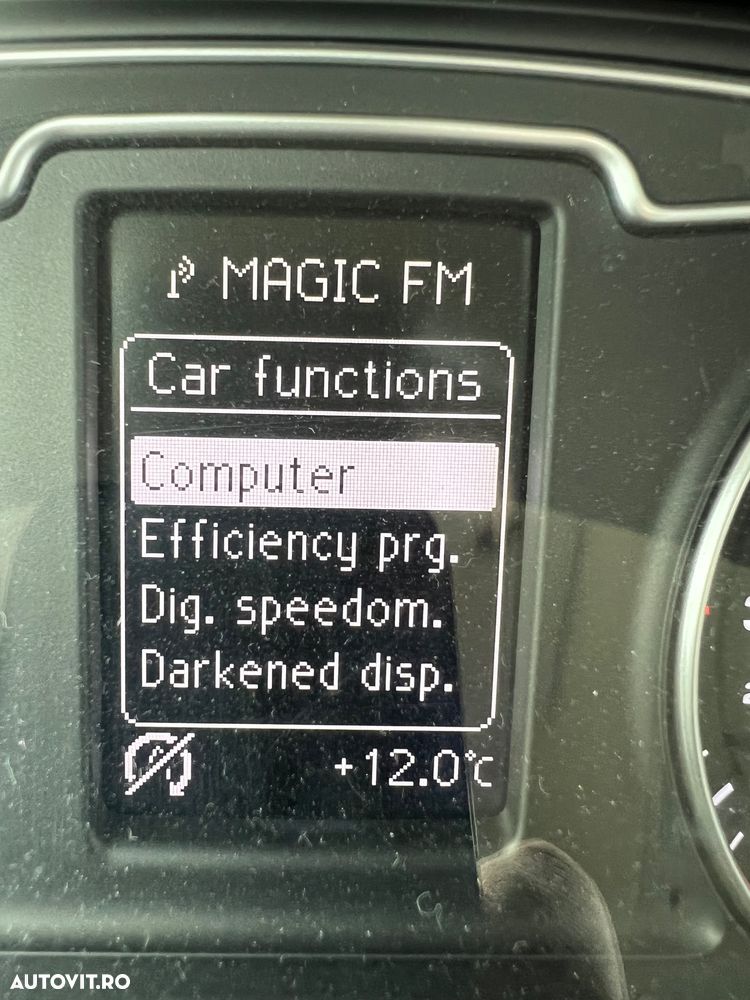 MAGIC FM
Car functions
Computer
Efficiency prg.
Dig. speedom.
Darkened disp.
+12.0°C
AUTOVIT.RO